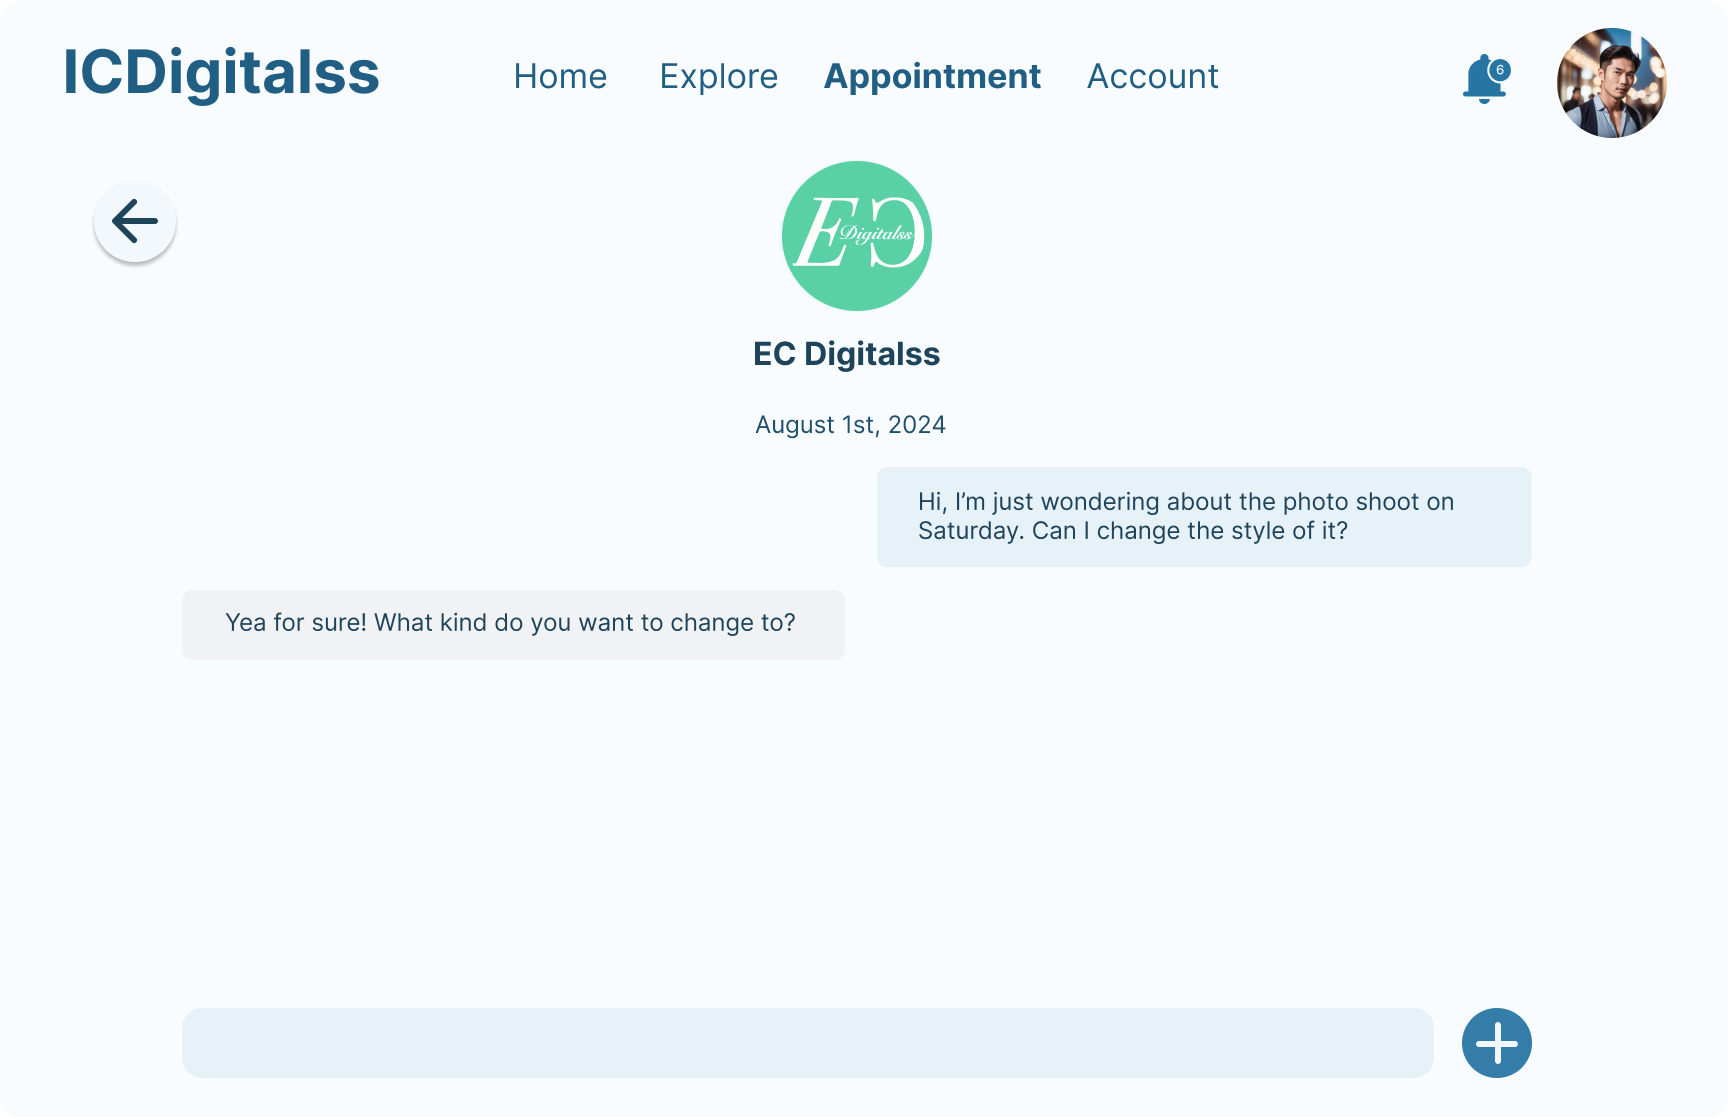 ICDigitalss
Home Explore Appointment Account
6
EC
Digitalss
EC Digitalss
August 1st, 2024
Hi, I’m just wondering about the photo shoot on
Saturday. Can I change the style of it?
Yea for sure! What kind do you want to change to?